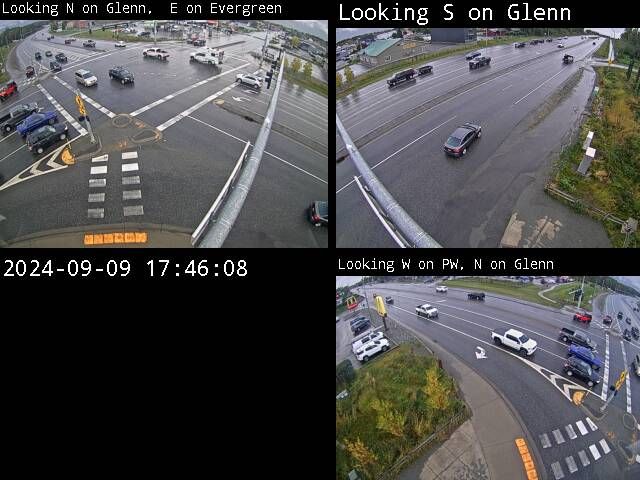 Looking N on Glenn,  E on Evergreen
Looking S on Glenn
2024-09-09 17:46:08
Looking W on PW, N on Glenn